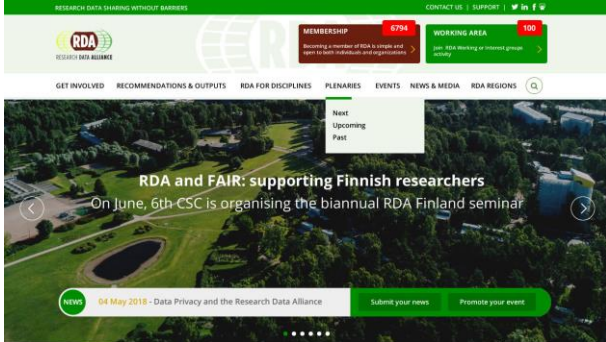 RESEARCH DATA SHARING WITHOUT BARRIERS
CONTACT US | SUPPORT |
RDA
RESEARCH DATA ALLIANCE
MEMBERSHIP
6794
Becoming a member of RDA is simple and
open to both individuals and organizations
WORKING AREA
100
Join RDA Working or Interest groups
activity
GET INVOLVED RECOMMENDATIONS & OUTPUTS RDA FOR DISCIPLINES PLENARIES EVENTS NEWS & MEDIA RDA REGIONS
Next
Upcoming
Past
RDA and FAIR: supporting Finnish researchers
On June, 6th CSC is organising the biannual RDA Finland seminar
NEWS
04 May 2018 - Data Privacy and the Research Data Alliance
Submit your news
Promote your event